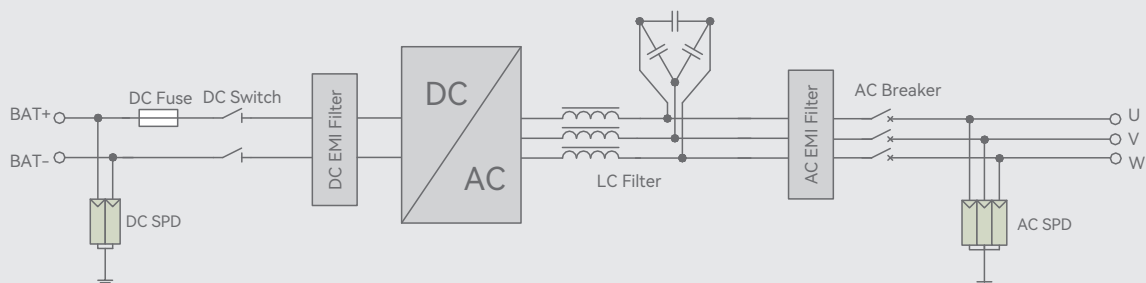 BAT+
BAT-
DC Fuse
DC Switch
DC SPD
DC EMI Filter
DC
AC
LC Filter
AC EMI Filter
AC Breaker
U
V
W
AC SPD